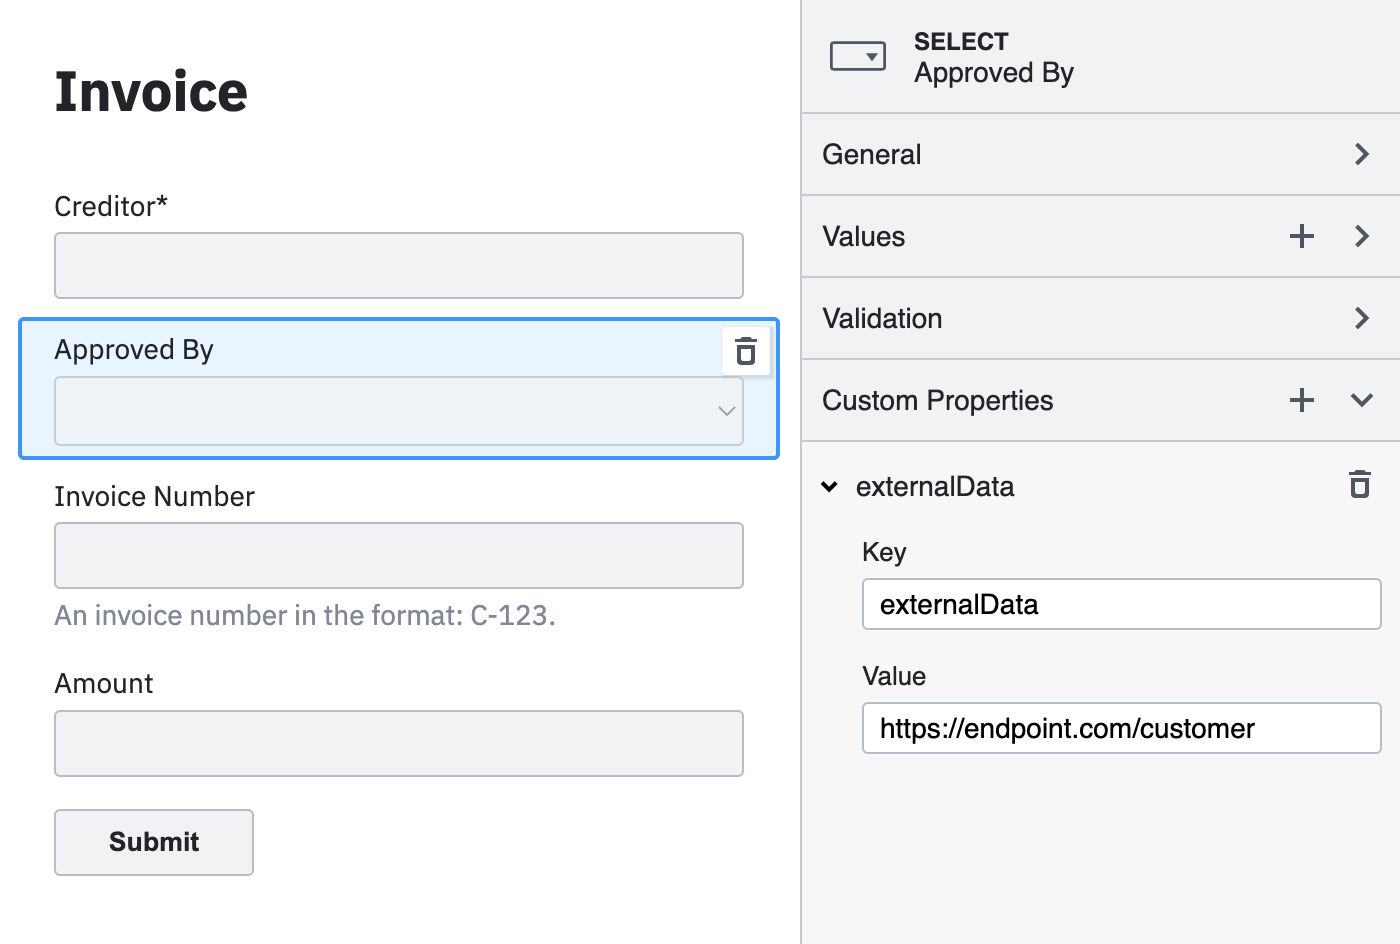 Invoice
Creditor*
Approved By
Invoice Number
An invoice number in the format: C-123.
Amount
Submit
SELECT
Approved By
General
Values
Validation
Custom Properties
externalData
Key
externalData
Value
https://endpoint.com/customer